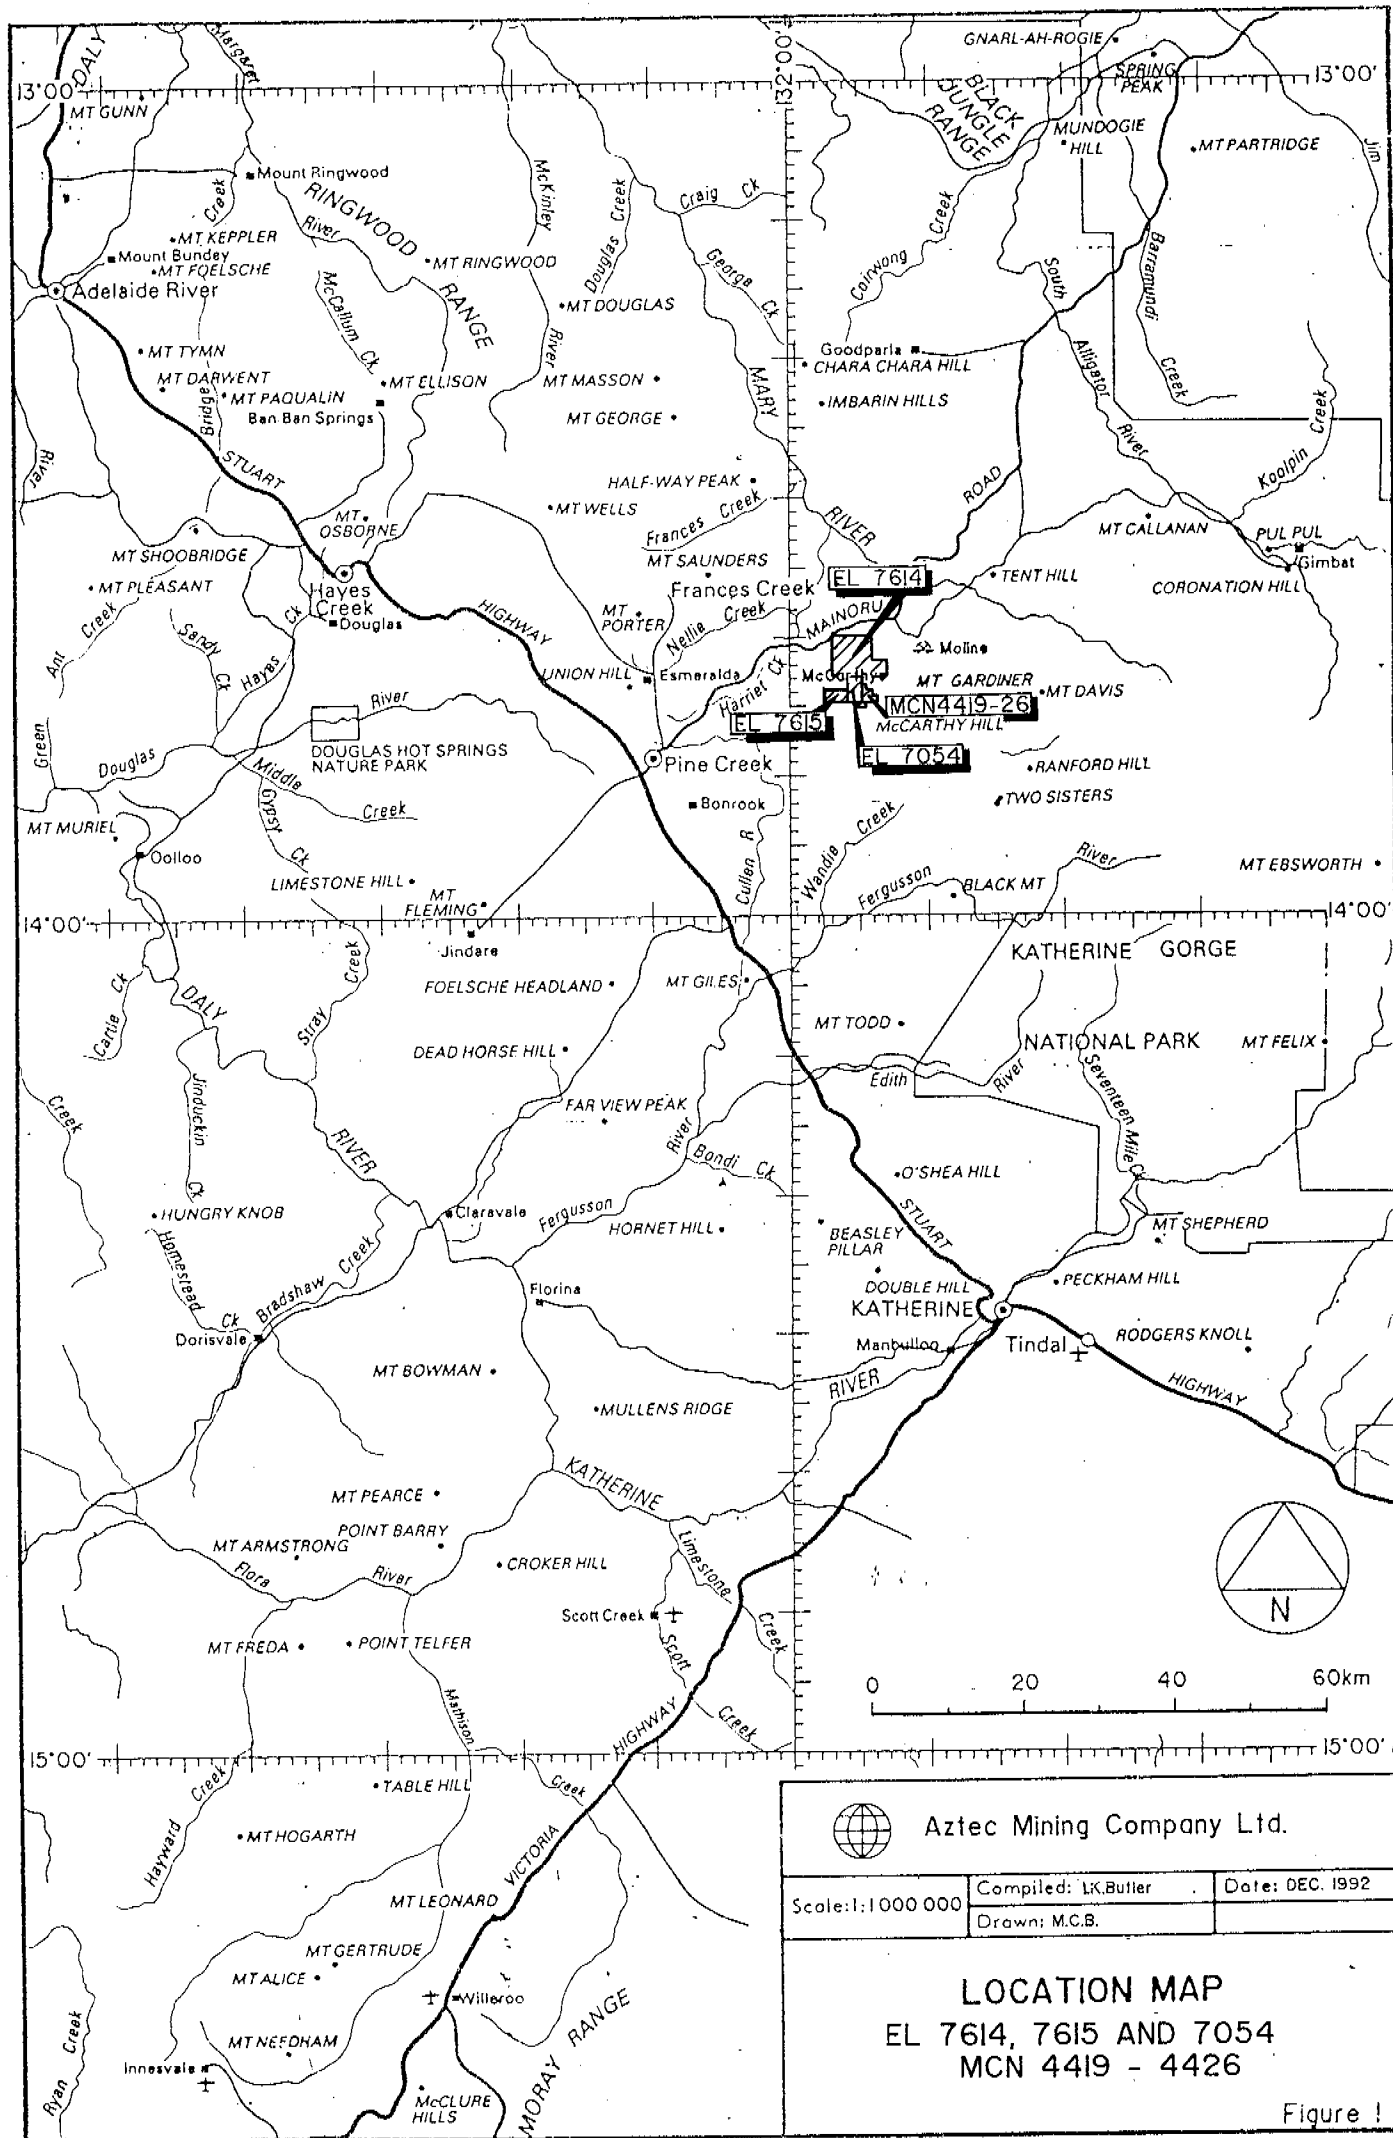 DALY
Margaret
13°00'
132°00'
GNARL-AH-ROGIE
SPRING
PEAK
13°00'
MT GUNN
BLACK
JUNGLE
RANGE
MUNDOGIE
HILL
MT PARTRIDGE
Jim
Mount Ringwood
RINGWOOD
RANGE
Creek
River
McKinley
River
Douglas Creek
Craig Ck
MT KEPPLER
Mount Bundey
MT FOELSCHE
MT RINGWOOD
George Ck
Coirwong Creek
South
Alligator
River
Barramundi
Creek
Adelaide River
McCallum Ck
MT DOUGLAS
MT TYMN
MT DARWENT
MT PAQUALIN
Bridge
MT ELLISON
Ban Ban Springs
MT MASSON
MT GEORGE
MARY
RIVER
Goodparla
CHARA CHARA HILL
IMBARIN HILLS
Koolpin Creek
River
STUART
HIGHWAY
HALF-WAY PEAK
MT WELLS
ROAD
MT CALLANAN
PUL PUL
Gimbat
CORONATION HILL
MT
OSBORNE
MT SHOOBRIDGE
MT PLEASANT
Frances Creek
MT SAUNDERS
Frances Creek
EL 7614
TENT HILL
Hayes
Creek
Douglas
Ant Creek
Sandy Ck
Hayes Ck
MT
PORTER
Nellie Creek
MAINORU
Moline
UNION HILL
Esmeralda
Harriet Ck
McCarthys
MT GARDINER
MT DAVIS
MCN4419-26
McCARTHY HILL
EL 7615
EL 7054
Green
Douglas
River
DOUGLAS HOT SPRINGS
NATURE PARK
Pine Creek
RANFORD HILL
TWO SISTERS
Middle
Creek
Gypsy
Ck
Bonrook
Cullen R
Wandie Creek
MT MURIEL
Oolloo
LIMESTONE HILL
MT
FLEMING
Fergusson
River
BLACK MT
MT EBSWORTH
14°00'
14°00'
Jindare
KATHERINE GORGE
NATIONAL PARK
Cartie Ck
DALY
RIVER
Stray Creek
FOELSCHE HEADLAND
MT GILES
MT TODD
MT FELIX
DEAD HORSE HILL
Edith
River
Seventeen Mile Ck
Creek
Jinduckin
Ck
FAR VIEW PEAK
River
Bondi Ck
O'SHEA HILL
HUNGRY KNOB
Claravale
Fergusson
HORNET HILL
BEASLEY
PILLAR
STUART
MT SHEPHERD
Homestead
Ck
Bradshaw Creek
Florina
DOUBLE HILL
PECKHAM HILL
KATHERINE
Dorisvale
Manbulloo
Tindal
RODGERS KNOLL
MT BOWMAN
RIVER
HIGHWAY
MULLENS RIDGE
KATHERINE
MT PEARCE
POINT BARRY
MT ARMSTRONG
Flora
River
CROKER HILL
Limestone
Creek
N
Scott Creek
MT FREDA
POINT TELFER
Scott
Creek
Mathison
Creek
0 20 40 60km
HIGHWAY
15°00'
15°00'
Hayward
Creek
TABLE HILL
MT HOGARTH
VICTORIA
MT LEONARD
MT GERTRUDE
MT ALICE
Willeroo
MORAY RANGE
MT NEEDHAM
Innesvale
Ryan Creek
McCLURE
HILLS
Aztec Mining Company Ltd.
Scale:1:1000 000
Compiled: I.K.Butler
Date: DEC. 1992
Drawn: M.C.B.
LOCATION MAP
EL 7614, 7615 AND 7054
MCN 4419 - 4426
Figure 1